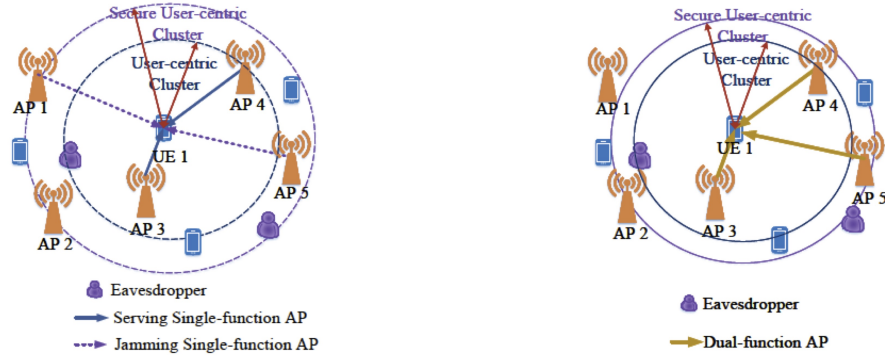 Secure User-centric
Cluster
User-centric
Cluster
AP 1
AP 4
UE 1
AP 5
AP 2
AP 3
Eavesdropper
Serving Single-function AP
Jamming Single-function AP
Secure User-centric
Cluster
User-centric
Cluster
AP 1
AP 4
UE 1
AP 5
AP 2
AP 3
Eavesdropper
Dual-function AP